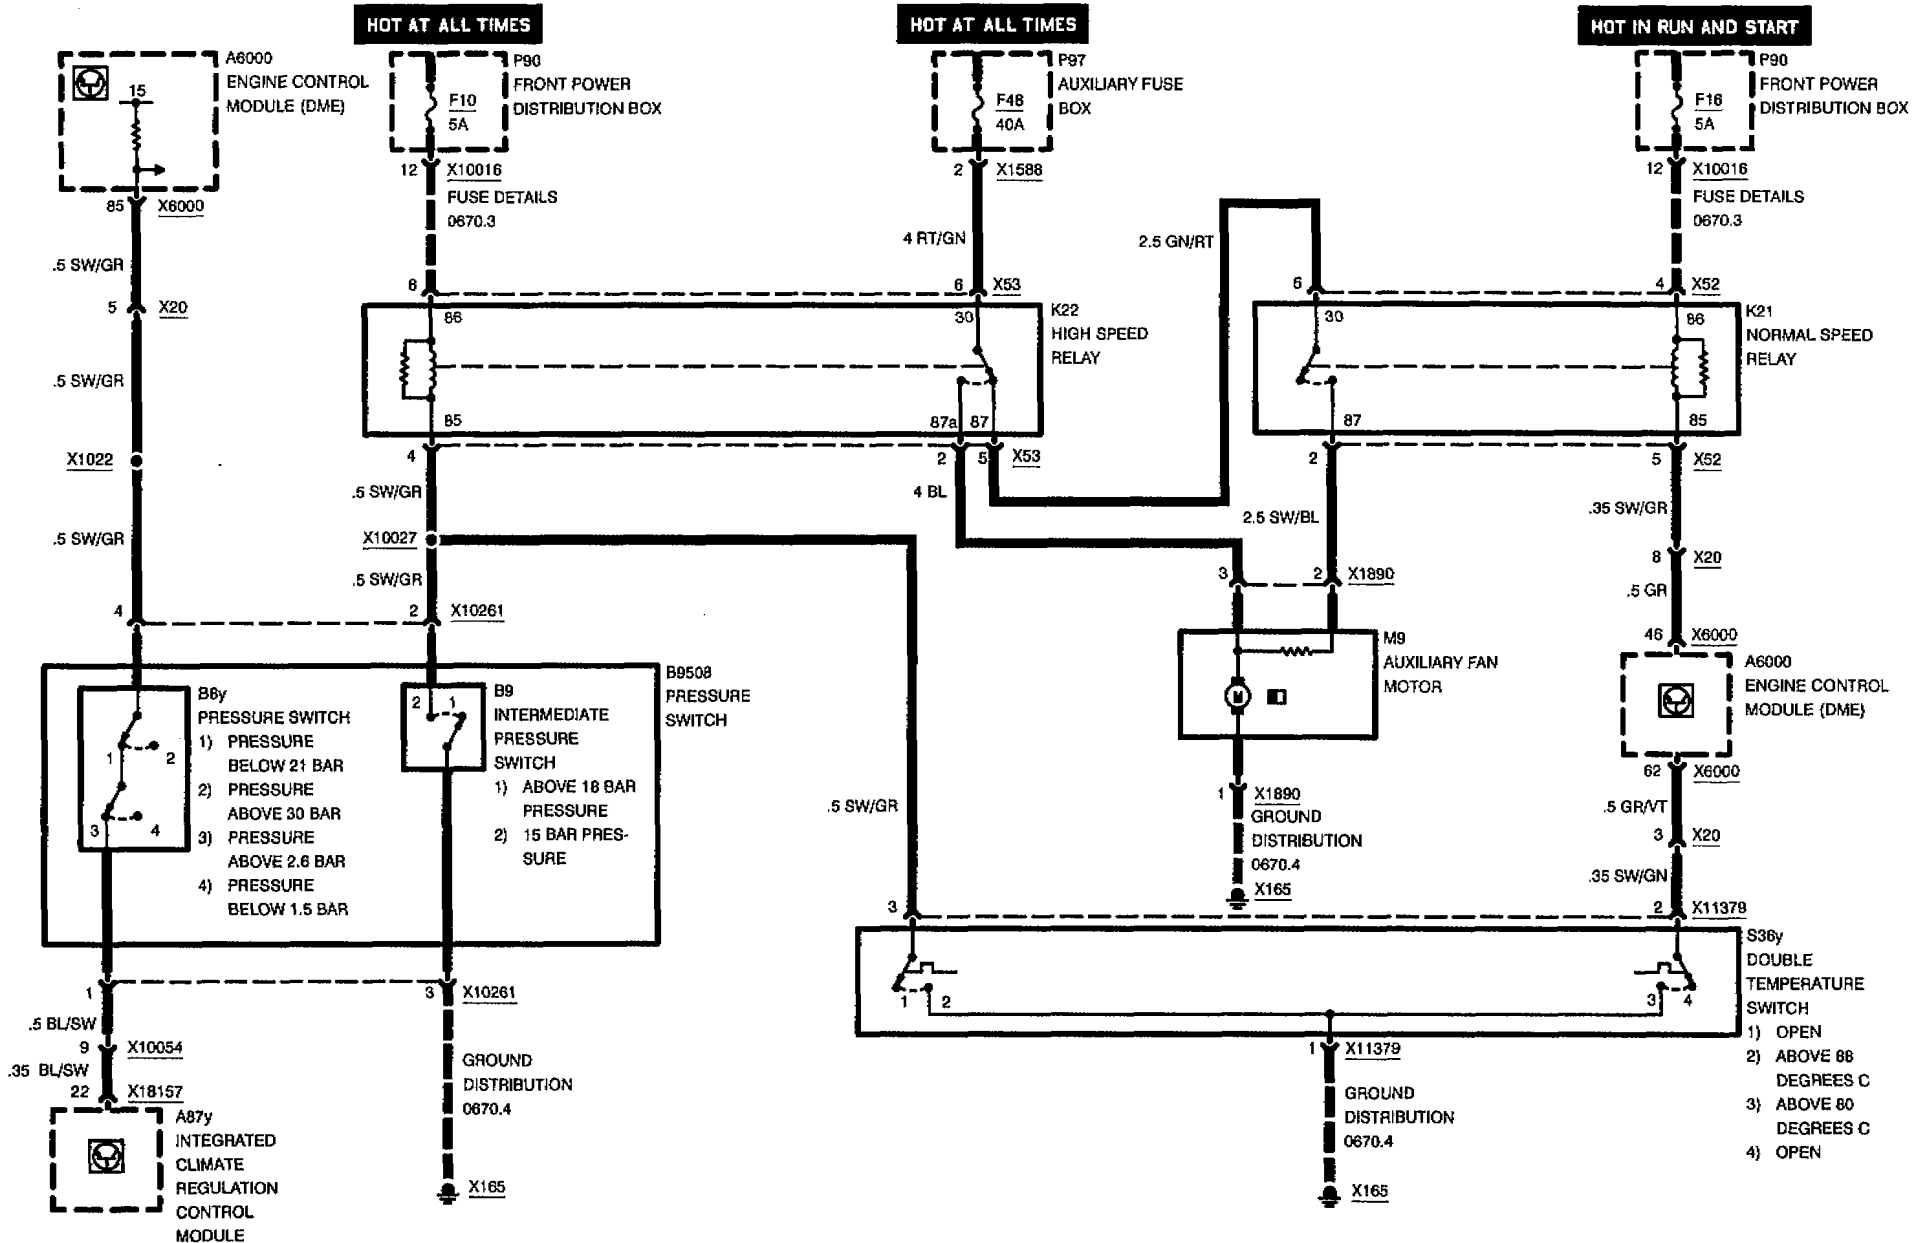 HOT AT ALL TIMES
HOT AT ALL TIMES
HOT IN RUN AND START
A6000
ENGINE CONTROL
MODULE (DME)
15
85
X6000
.5 SW/GR
5
X20
.5 SW/GR
X1022
.5 SW/GR
4
P90
FRONT POWER
DISTRIBUTION BOX
F10
5A
12
X10016
FUSE DETAILS
0670.3
P97
AUXILIARY FUSE
BOX
F48
40A
2
X1588
4 RT/GN
2.5 GN/RT
P90
FRONT POWER
DISTRIBUTION BOX
F16
5A
12
X10016
FUSE DETAILS
0670.3
8
6
X53
86
30
K22
HIGH SPEED
RELAY
85
87a
87
4
2
5
X53
6
4
X52
30
86
K21
NORMAL SPEED
RELAY
87
85
2
5
X52
.5 SW/GR
4 BL
X10027
.5 SW/GR
2
X10261
2.5 SW/BL
3
2
X1890
.35 SW/GR
8
X20
.5 GR
46
X6000
A6000
ENGINE CONTROL
MODULE (DME)
62
X6000
.5 GR/VT
3
X20
.35 SW/GN
2
X11379
M9
AUXILIARY FAN
MOTOR
M
1
X1890
GROUND
DISTRIBUTION
0670.4
X165
B9508
PRESSURE
SWITCH
B8y
PRESSURE SWITCH
1) PRESSURE
BELOW 21 BAR
2) PRESSURE
ABOVE 30 BAR
3) PRESSURE
ABOVE 2.6 BAR
4) PRESSURE
BELOW 1.5 BAR
1
2
3
4
2
1
B9
INTERMEDIATE
PRESSURE
SWITCH
1) ABOVE 18 BAR
PRESSURE
2) 15 BAR PRES-
SURE
.5 SW/GR
3
S36y
DOUBLE
TEMPERATURE
SWITCH
1) OPEN
2) ABOVE 88
DEGREES C
3) ABOVE 80
DEGREES C
4) OPEN
1
2
3
4
1
X11379
GROUND
DISTRIBUTION
0670.4
X165
1
3
X10261
.5 BL/SW
9
X10054
.35 BL/SW
22
X18157
A87y
INTEGRATED
CLIMATE
REGULATION
CONTROL
MODULE
GROUND
DISTRIBUTION
0670.4
X165